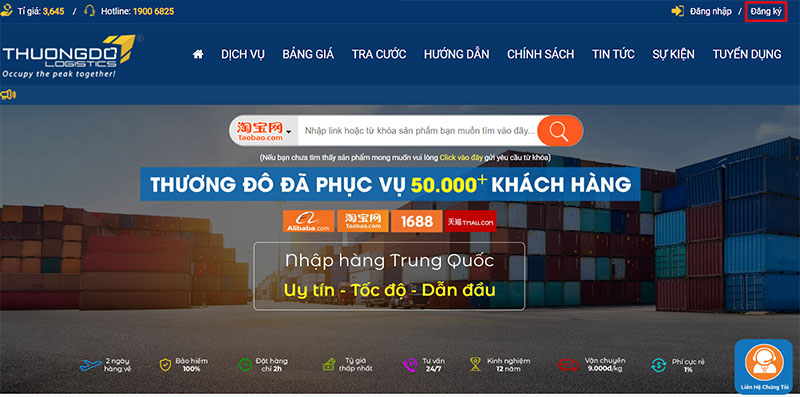 Tỉ giá: 3,645 / Hotline: 1900 6825
Đăng nhập / Đăng ký
THUONGDO
LOGISTICS
Occupy the peak together!
DỊCH VỤ BẢNG GIÁ TRA CƯỚC HƯỚNG DẪN CHÍNH SÁCH TIN TỨC SỰ KIỆN TUYỂN DỤNG
淘宝网
Taobao.com
Nhập link hoặc từ khóa sản phẩm bạn muốn tìm vào đây...
(Nếu bạn chưa tìm thấy sản phẩm mong muốn vui lòng Click vào đây gửi yêu cầu từ khóa)
THƯƠNG ĐÔ ĐÃ PHỤC VỤ 50.000+ KHÁCH HÀNG
Alibaba.com
淘宝网
Taobao.com
1688
天猫 TMALL.COM
Nhập hàng Trung Quốc
Uy tín - Tốc độ - Dẫn đầu
2 ngày
hàng về
Bảo hiểm
100%
Đặt hàng
chỉ 2h
Tỷ giá
thấp nhất
Tư vấn
24/7
Kinh nghiệm
12 năm
Vận chuyển
9.000đ/kg
Phí cực rẻ
1%
Liên Hệ Chúng Tôi